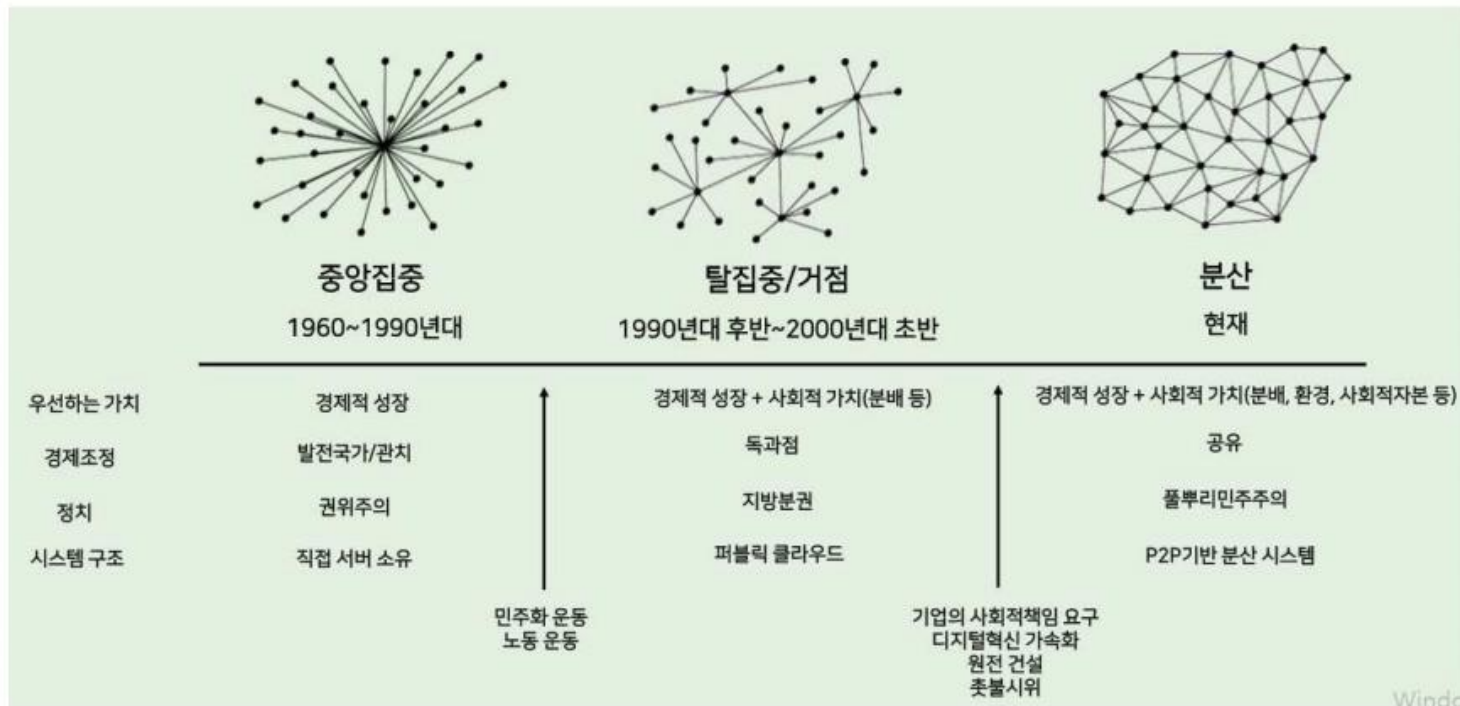 중앙집중
탈집중/거점
분산
1960~1990년대
1990년대 후반~2000년대 초반
현재
우선하는 가치
경제적 성장
경제적 성장 + 사회적 가치(분배 등)
경제적 성장 + 사회적 가치(분배, 환경, 사회적자본 등)
경제조정
발전국가/관치
독과점
공유
정치
권위주의
지방분권
풀뿌리민주주의
시스템 구조
직접 서버 소유
퍼블릭 클라우드
P2P기반 분산 시스템
민주화 운동
노동 운동
기업의 사회적책임 요구
디지털혁신 가속화
원전 건설
촛불시위